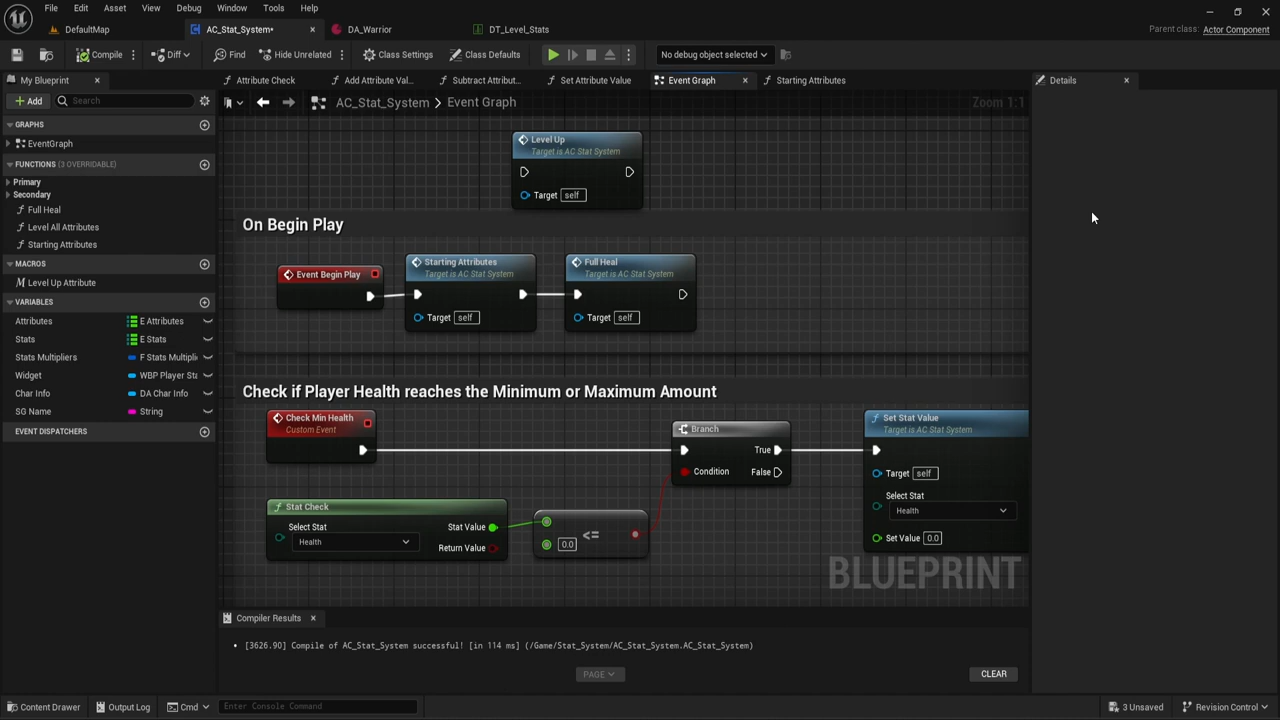 File Edit Asset View Debug Window Tools Help
DefaultMap AC_Stat_System• DA_Warrior DT_Level_Stats
Parent class: Actor Component
Compile Diff Find Hide Unrelated Class Settings Class Defaults No debug object selected
My Blueprint
Add Search
GRAPHS
EventGraph
FUNCTIONS (3 OVERRIDABLE)
Primary
Secondary
Full Heal
Level All Attributes
Starting Attributes
MACROS
Level Up Attribute
VARIABLES
Attributes E Attributes
Stats E Stats
Stats Multipliers F Stats Multipli
Widget WBP Player Sta
Char Info DA Char Info
SG Name String
EVENT DISPATCHERS
Attribute Check Add Attribute Val... Subtract Attribut... Set Attribute Value Event Graph Starting Attributes
AC_Stat_System > Event Graph
Zoom 1:1
Level Up
Target is AC Stat System
Target self
On Begin Play
Event Begin Play
Starting Attributes
Target is AC Stat System
Target self
Full Heal
Target is AC Stat System
Target self
Check if Player Health reaches the Minimum or Maximum Amount
Check Min Health
Custom Event
Stat Check
Select Stat
Health
Stat Value
Return Value
0.0 <=
Branch
True
Condition False
Set Stat Value
Target is AC Stat System
Target self
Select Stat
Health
Set Value 0.0
BLUEPRINT
Details
Compiler Results
• [3626.90] Compile of AC_Stat_System successful! [in 114 ms] (/Game/Stat_System/AC_Stat_System.AC_Stat_System)
PAGE
CLEAR
Content Drawer Output Log Cmd Enter Console Command 3 Unsaved Revision Control